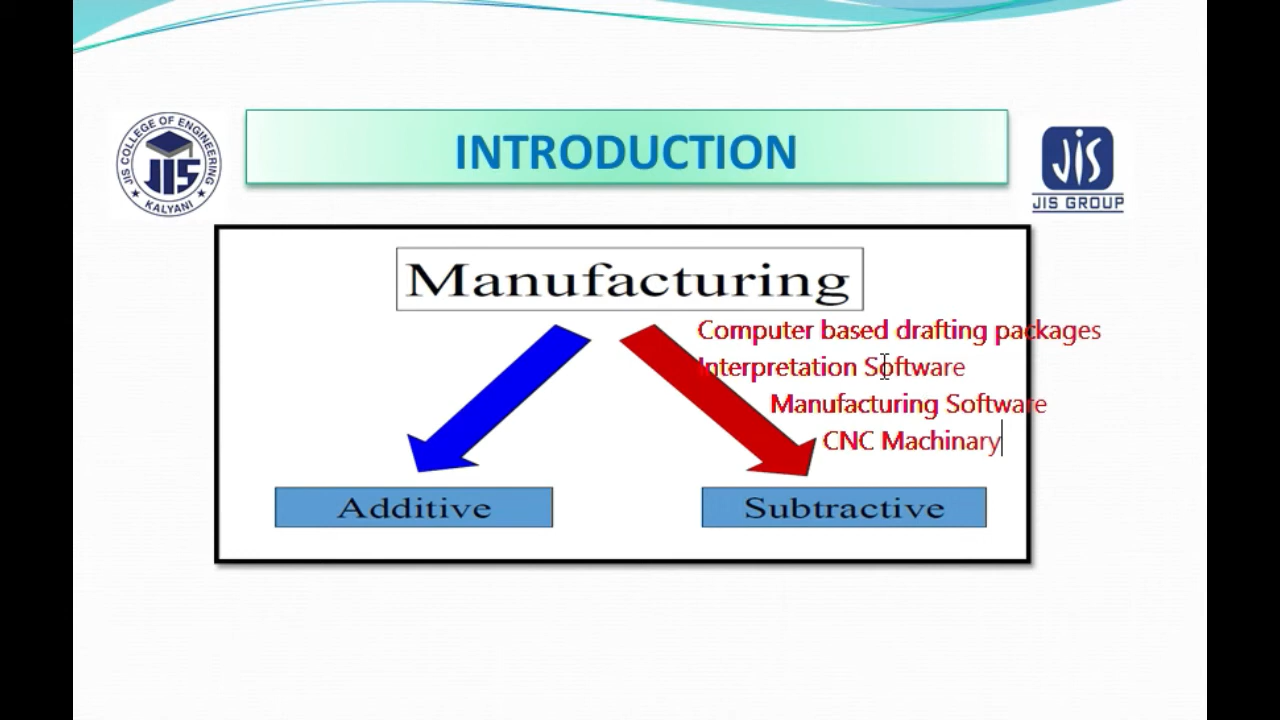 JIS COLLEGE OF ENGINEERING
JIS
KALYANI
INTRODUCTION
JIS
JIS GROUP
Manufacturing
Computer based drafting packages
Interpretation Software
Manufacturing Software
CNC Machinary
Additive
Subtractive